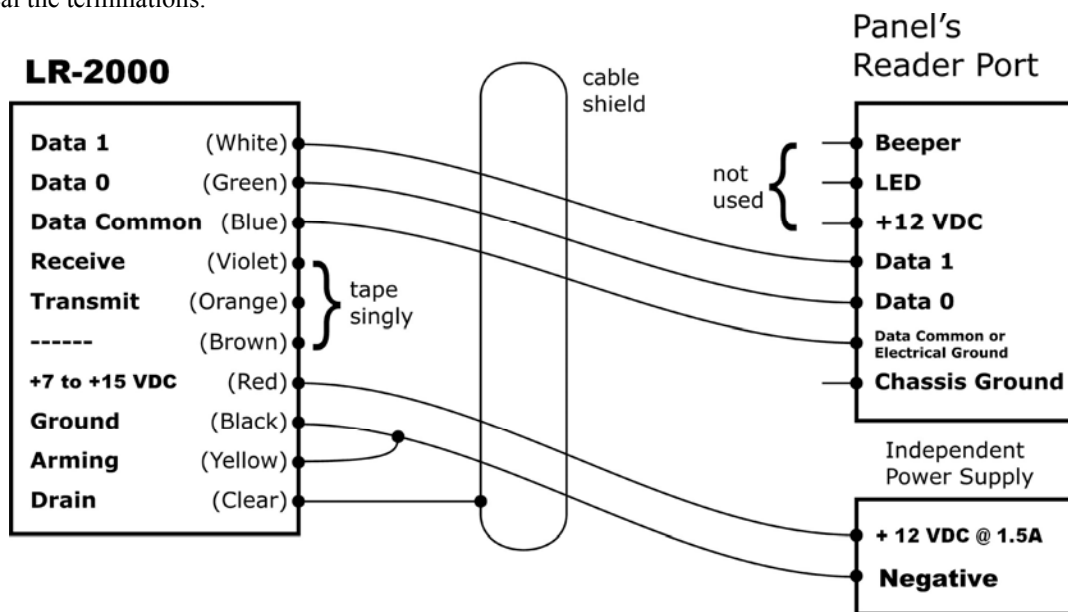 al the terminations.
Panel's
Reader Port
LR-2000
cable
shield
Data 1 (White)
Data 0 (Green)
Data Common (Blue)
Receive (Violet)
Transmit (Orange)
------ (Brown)
+7 to +15 VDC (Red)
Ground (Black)
Arming (Yellow)
Drain (Clear)
tape
singly
not
used
Beeper
LED
+12 VDC
Data 1
Data 0
Data Common or
Electrical Ground
Chassis Ground
Independent
Power Supply
+ 12 VDC @ 1.5A
Negative